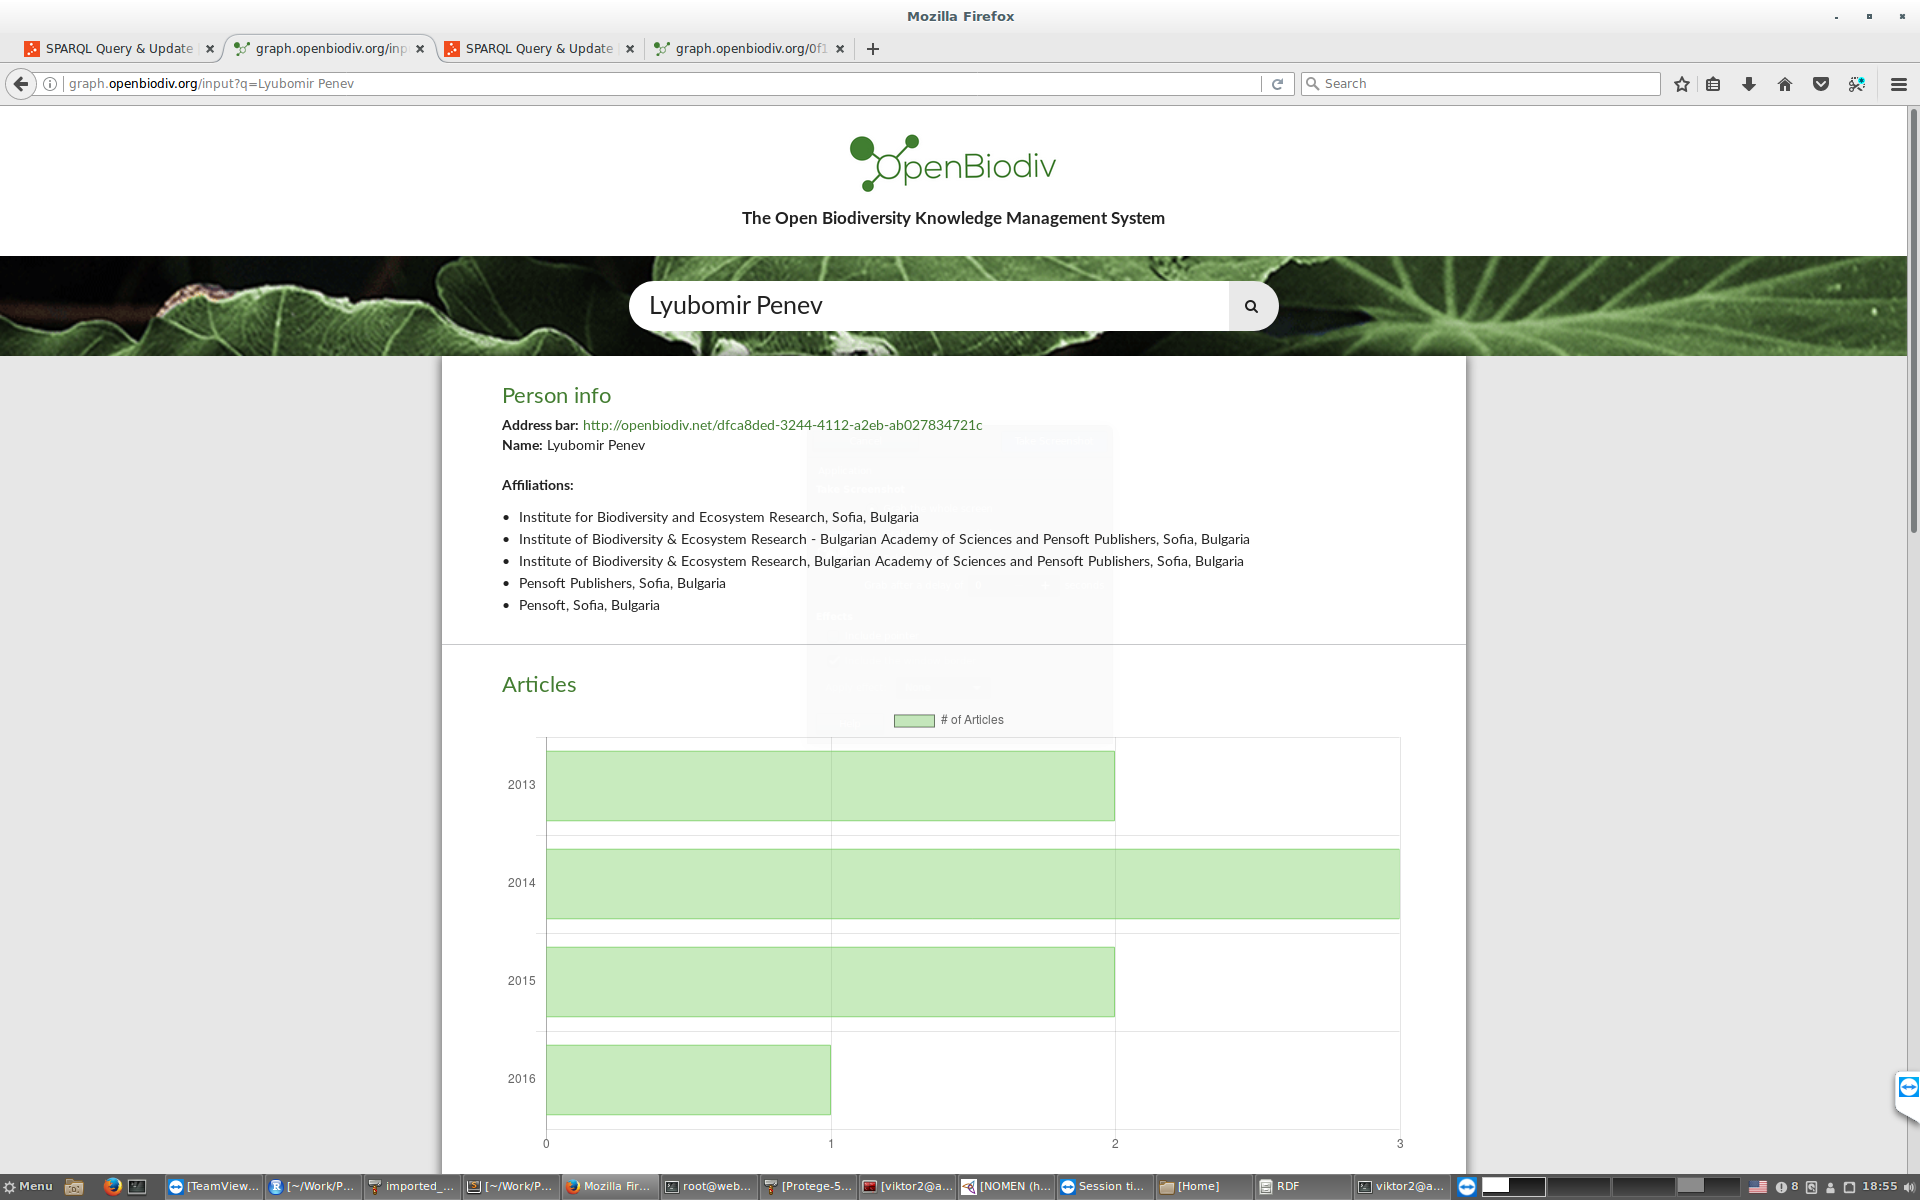 Mozilla Firefox
SPARQL Query & Update
graph.openbiodiv.org/inp
SPARQL Query & Update
graph.openbiodiv.org/0f1
graph.openbiodiv.org/input?q=Lyubomir Penev
Search
OpenBiodiv
The Open Biodiversity Knowledge Management System
Lyubomir Penev
Person info
Address bar: http://openbiodiv.net/dfca8ded-3244-4112-a2eb-ab027834721c
Name: Lyubomir Penev
Affiliations:
• Institute for Biodiversity and Ecosystem Research, Sofia, Bulgaria
• Institute of Biodiversity & Ecosystem Research - Bulgarian Academy of Sciences and Pensoft Publishers, Sofia, Bulgaria
• Institute of Biodiversity & Ecosystem Research, Bulgarian Academy of Sciences and Pensoft Publishers, Sofia, Bulgaria
• Pensoft Publishers, Sofia, Bulgaria
• Pensoft, Sofia, Bulgaria
Articles
# of Articles
2013
2014
2015
2016
0 1 2 3
Menu [TeamView... [~/Work/P... imported_... [~/Work/P... Mozilla Fir... root@web... [Protege-5... [viktor2@a... [NOMEN (h... Session ti... [Home] RDF viktor2@a... 8 18:55